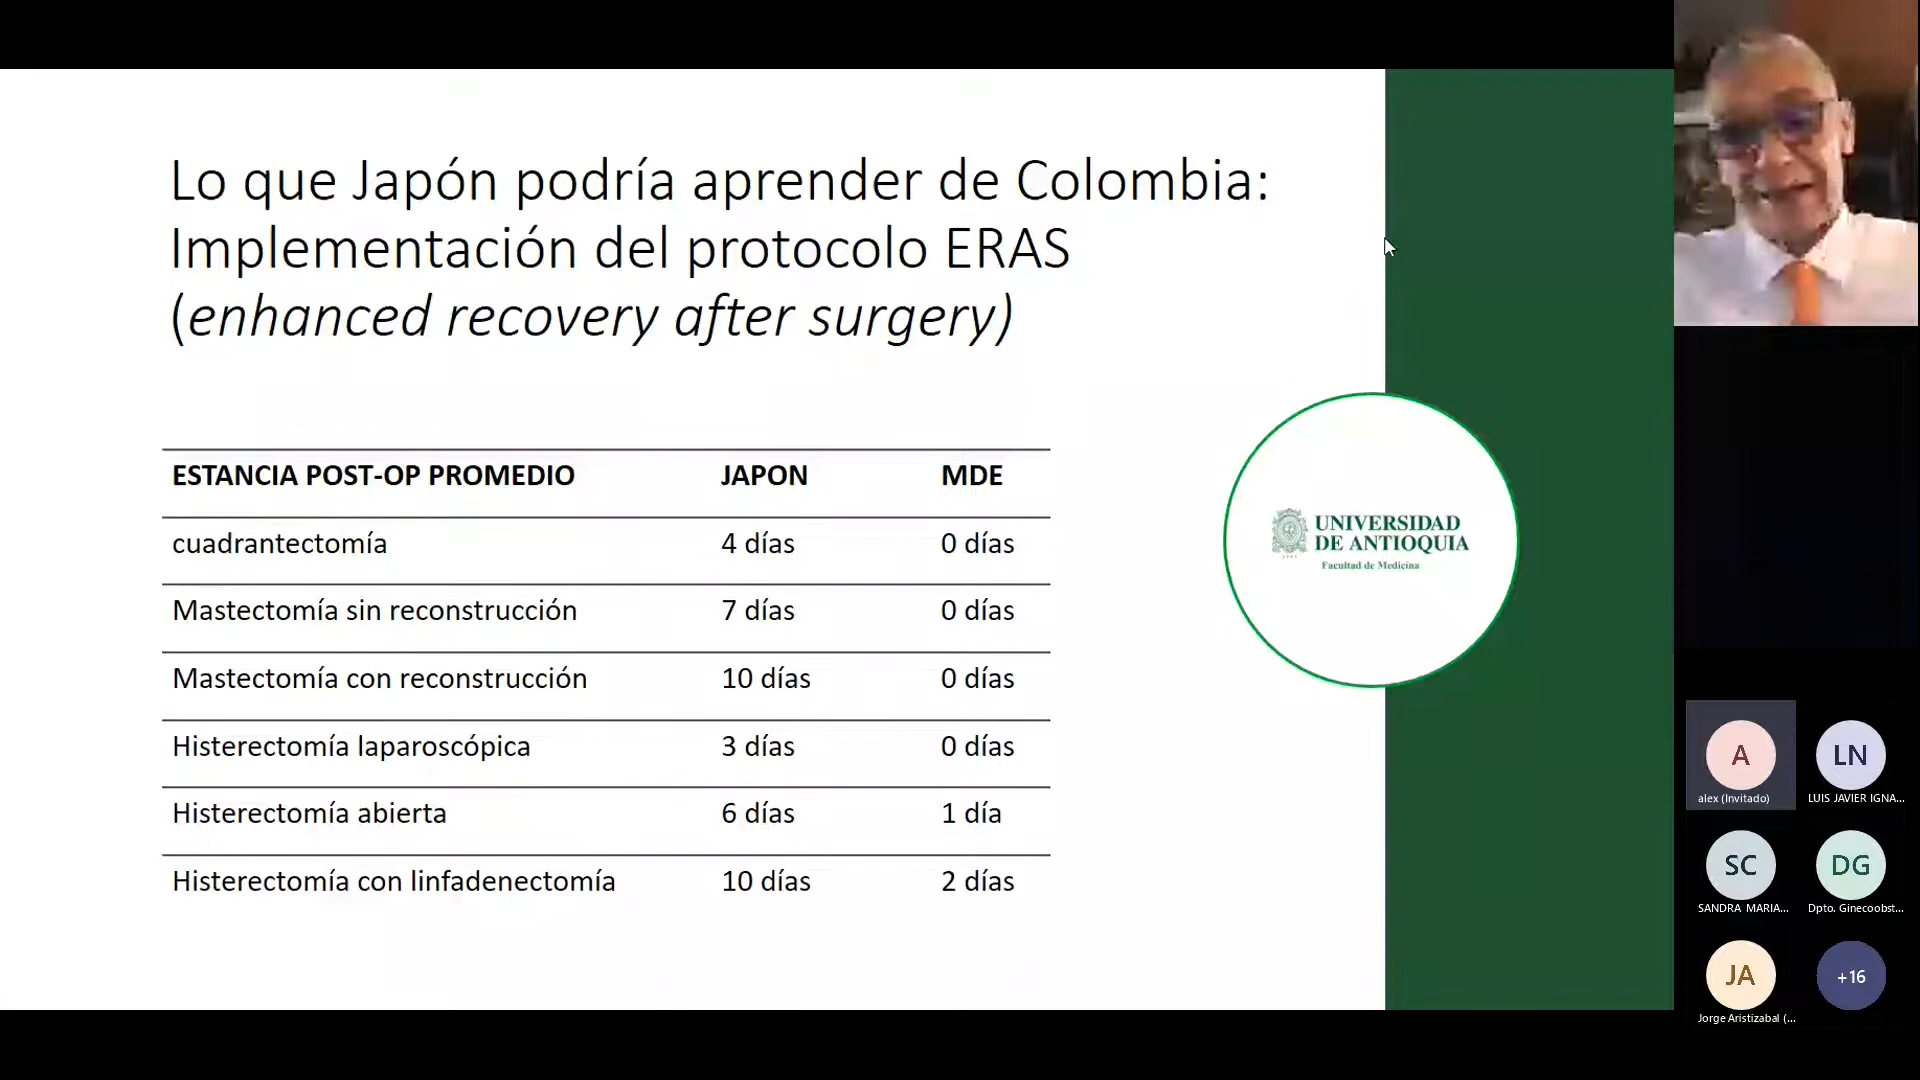 Lo que Japón podría aprender de Colombia:
Implementación del protocolo ERAS
(enhanced recovery after surgery)
ESTANCIA POST-OP PROMEDIO JAPON MDE
cuadrantectomía 4 días 0 días
Mastectomía sin reconstrucción 7 días 0 días
Mastectomía con reconstrucción 10 días 0 días
Histerectomía laparoscópica 3 días 0 días
Histerectomía abierta 6 días 1 día
Histerectomía con linfadenectomía 10 días 2 días
UNIVERSIDAD
DE ANTIOQUIA
Facultad de Medicina
A LN
alex (Invitado) LUIS JAVIER IGNA...
SC DG
SANDRA MARIA... Dpto. Ginecoobst...
JA +16
Jorge Aristizabal (...